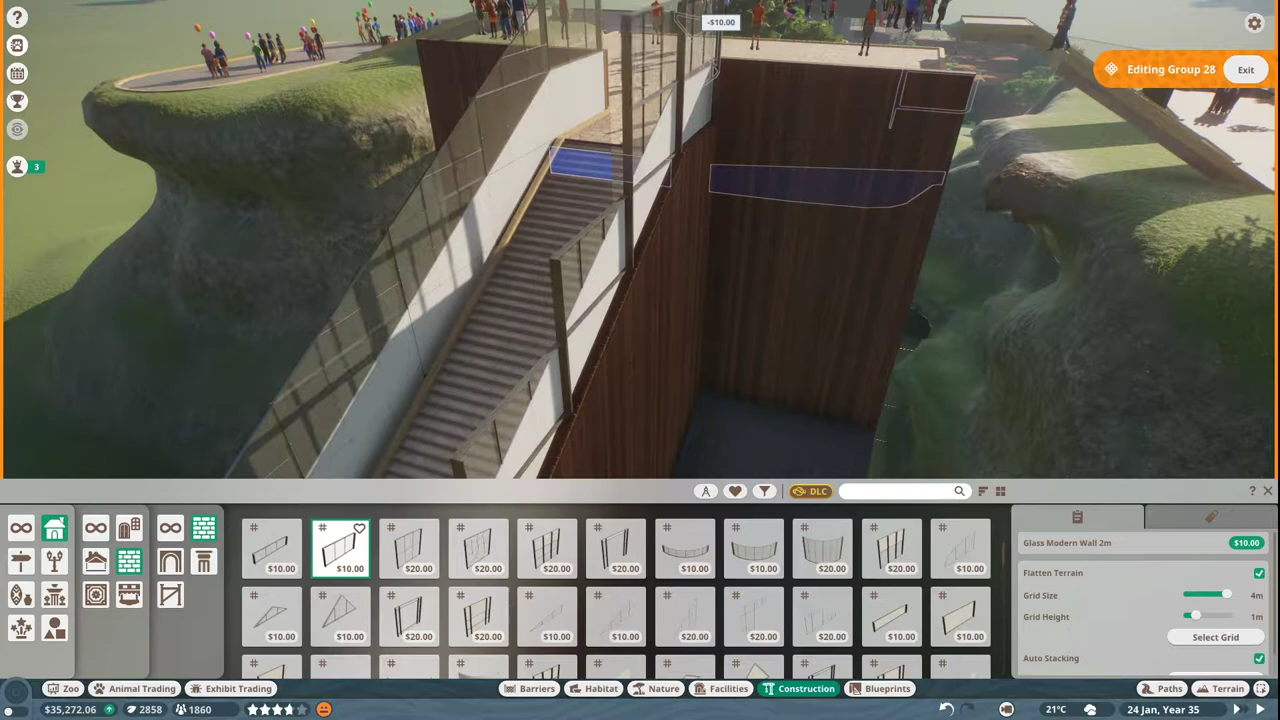 -$10.00
Editing Group 28
Exit
3
DLC
$10.00 $10.00 $20.00 $20.00 $20.00 $20.00 $10.00 $10.00 $20.00 $20.00 $10.00
$10.00 $10.00 $20.00 $20.00 $10.00 $10.00 $20.00 $20.00 $20.00 $10.00 $10.00
Glass Modern Wall 2m $10.00
Flatten Terrain
Grid Size 4m
Grid Height 1m
Select Grid
Auto Stacking
Zoo Animal Trading Exhibit Trading Barriers Habitat Nature Facilities Construction Blueprints Paths Terrain
$35,272.06 2858 1860 21°C 24 Jan, Year 35